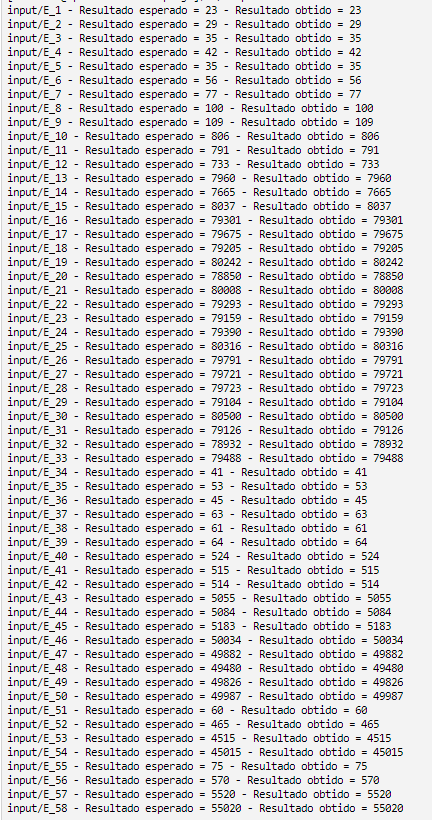 input/E_1 - Resultado esperado = 23 - Resultado obtido = 23
input/E_2 - Resultado esperado = 29 - Resultado obtido = 29
input/E_3 - Resultado esperado = 35 - Resultado obtido = 35
input/E_4 - Resultado esperado = 42 - Resultado obtido = 42
input/E_5 - Resultado esperado = 35 - Resultado obtido = 35
input/E_6 - Resultado esperado = 56 - Resultado obtido = 56
input/E_7 - Resultado esperado = 77 - Resultado obtido = 77
input/E_8 - Resultado esperado = 100 - Resultado obtido = 100
input/E_9 - Resultado esperado = 109 - Resultado obtido = 109
input/E_10 - Resultado esperado = 806 - Resultado obtido = 806
input/E_11 - Resultado esperado = 791 - Resultado obtido = 791
input/E_12 - Resultado esperado = 733 - Resultado obtido = 733
input/E_13 - Resultado esperado = 7960 - Resultado obtido = 7960
input/E_14 - Resultado esperado = 7665 - Resultado obtido = 7665
input/E_15 - Resultado esperado = 8037 - Resultado obtido = 8037
input/E_16 - Resultado esperado = 79301 - Resultado obtido = 79301
input/E_17 - Resultado esperado = 79675 - Resultado obtido = 79675
input/E_18 - Resultado esperado = 79205 - Resultado obtido = 79205
input/E_19 - Resultado esperado = 80242 - Resultado obtido = 80242
input/E_20 - Resultado esperado = 78850 - Resultado obtido = 78850
input/E_21 - Resultado esperado = 80008 - Resultado obtido = 80008
input/E_22 - Resultado esperado = 79293 - Resultado obtido = 79293
input/E_23 - Resultado esperado = 79159 - Resultado obtido = 79159
input/E_24 - Resultado esperado = 79390 - Resultado obtido = 79390
input/E_25 - Resultado esperado = 80316 - Resultado obtido = 80316
input/E_26 - Resultado esperado = 79791 - Resultado obtido = 79791
input/E_27 - Resultado esperado = 79721 - Resultado obtido = 79721
input/E_28 - Resultado esperado = 79723 - Resultado obtido = 79723
input/E_29 - Resultado esperado = 79104 - Resultado obtido = 79104
input/E_30 - Resultado esperado = 80500 - Resultado obtido = 80500
input/E_31 - Resultado esperado = 79126 - Resultado obtido = 79126
input/E_32 - Resultado esperado = 78932 - Resultado obtido = 78932
input/E_33 - Resultado esperado = 79488 - Resultado obtido = 79488
input/E_34 - Resultado esperado = 41 - Resultado obtido = 41
input/E_35 - Resultado esperado = 53 - Resultado obtido = 53
input/E_36 - Resultado esperado = 45 - Resultado obtido = 45
input/E_37 - Resultado esperado = 63 - Resultado obtido = 63
input/E_38 - Resultado esperado = 61 - Resultado obtido = 61
input/E_39 - Resultado esperado = 64 - Resultado obtido = 64
input/E_40 - Resultado esperado = 524 - Resultado obtido = 524
input/E_41 - Resultado esperado = 515 - Resultado obtido = 515
input/E_42 - Resultado esperado = 514 - Resultado obtido = 514
input/E_43 - Resultado esperado = 5055 - Resultado obtido = 5055
input/E_44 - Resultado esperado = 5084 - Resultado obtido = 5084
input/E_45 - Resultado esperado = 5183 - Resultado obtido = 5183
input/E_46 - Resultado esperado = 50034 - Resultado obtido = 50034
input/E_47 - Resultado esperado = 49882 - Resultado obtido = 49882
input/E_48 - Resultado esperado = 49480 - Resultado obtido = 49480
input/E_49 - Resultado esperado = 49826 - Resultado obtido = 49826
input/E_50 - Resultado esperado = 49987 - Resultado obtido = 49987
input/E_51 - Resultado esperado = 60 - Resultado obtido = 60
input/E_52 - Resultado esperado = 465 - Resultado obtido = 465
input/E_53 - Resultado esperado = 4515 - Resultado obtido = 4515
input/E_54 - Resultado esperado = 45015 - Resultado obtido = 45015
input/E_55 - Resultado esperado = 75 - Resultado obtido = 75
input/E_56 - Resultado esperado = 570 - Resultado obtido = 570
input/E_57 - Resultado esperado = 5520 - Resultado obtido = 5520
input/E_58 - Resultado esperado = 55020 - Resultado obtido = 55020